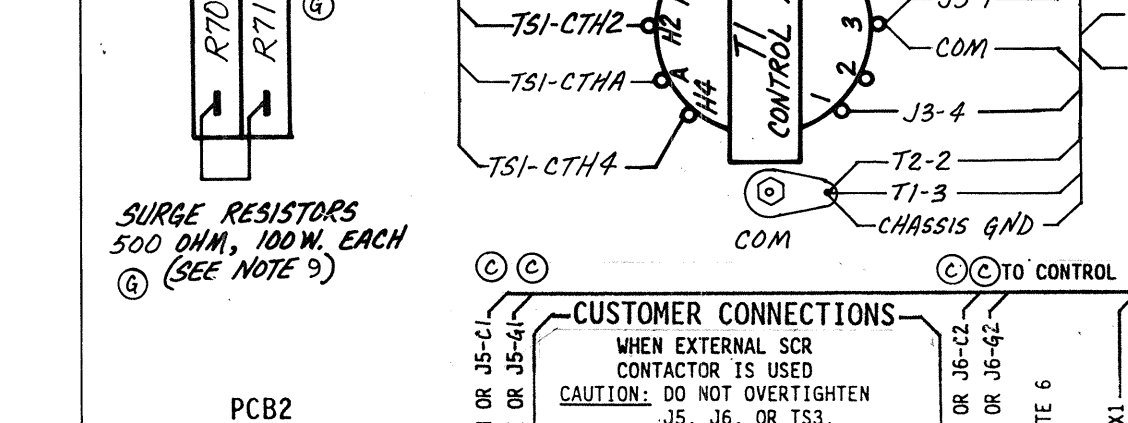 R70
R71
G
TS1-CTH2
TS1-CTHA
TS1-CTH4
H2
A
H4
T1
CONTROL
3
2
1
COM
J3-4
T2-2
T1-3
CHASSIS GND
COM
SURGE RESISTORS
500 OHM, 100W. EACH
(SEE NOTE 9)
G
C C
C C TO CONTROL
CUSTOMER CONNECTIONS
WHEN EXTERNAL SCR
CONTACTOR IS USED
CAUTION: DO NOT OVERTIGHTEN
J5, J6, OR TS3.
OR J5-C1
OR J5-G1
OR J6-C2
OR J6-G2
TE 6
X1
PCB2